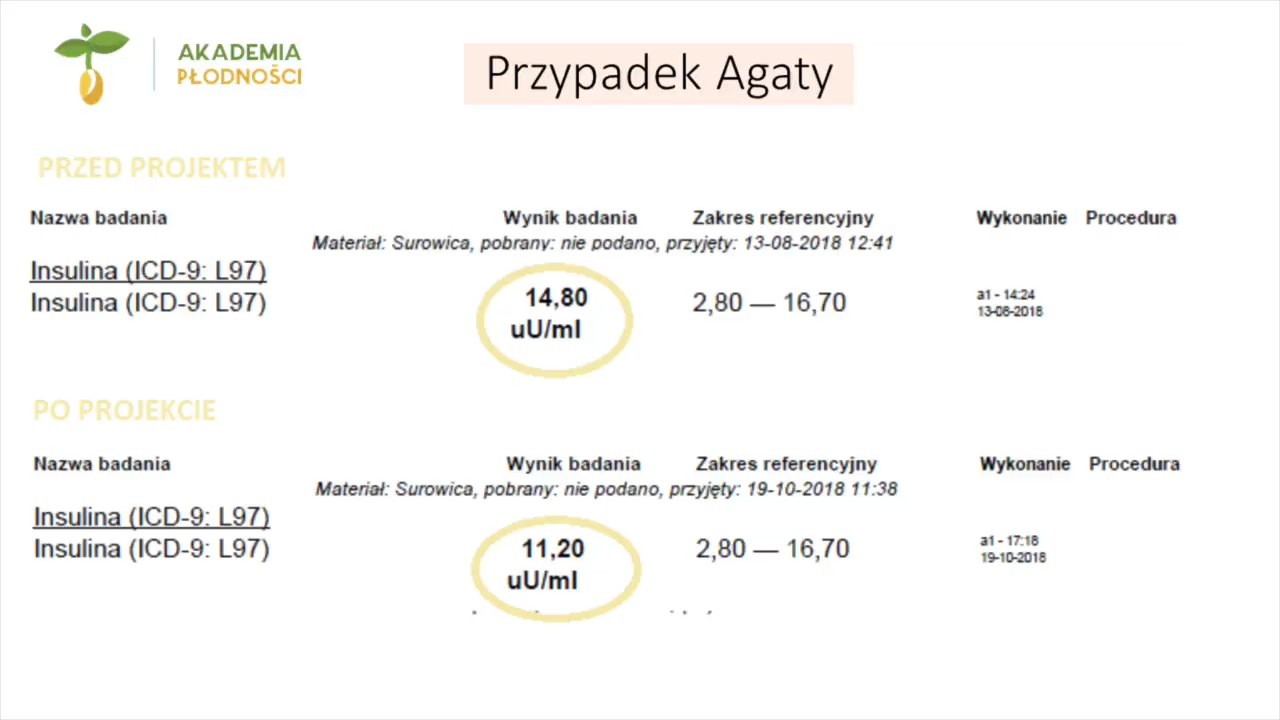 AKADEMIA
PŁODNOŚCI
Przypadek Agaty
PRZED PROJEKTEM
Nazwa badania Wynik badania Zakres referencyjny Wykonanie Procedura
Materiał: Surowica, pobrany: nie podano, przyjęty: 13-08-2018 12:41
Insulina (ICD-9: L97)
Insulina (ICD-9: L97) 14,80 2,80 — 16,70 a1 - 14:24
uU/ml 13-08-2018
PO PROJEKCIE
Nazwa badania Wynik badania Zakres referencyjny Wykonanie Procedura
Materiał: Surowica, pobrany: nie podano, przyjęty: 19-10-2018 11:38
Insulina (ICD-9: L97)
Insulina (ICD-9: L97) 11,20 2,80 — 16,70 a1 - 17:18
uU/ml 19-10-2018